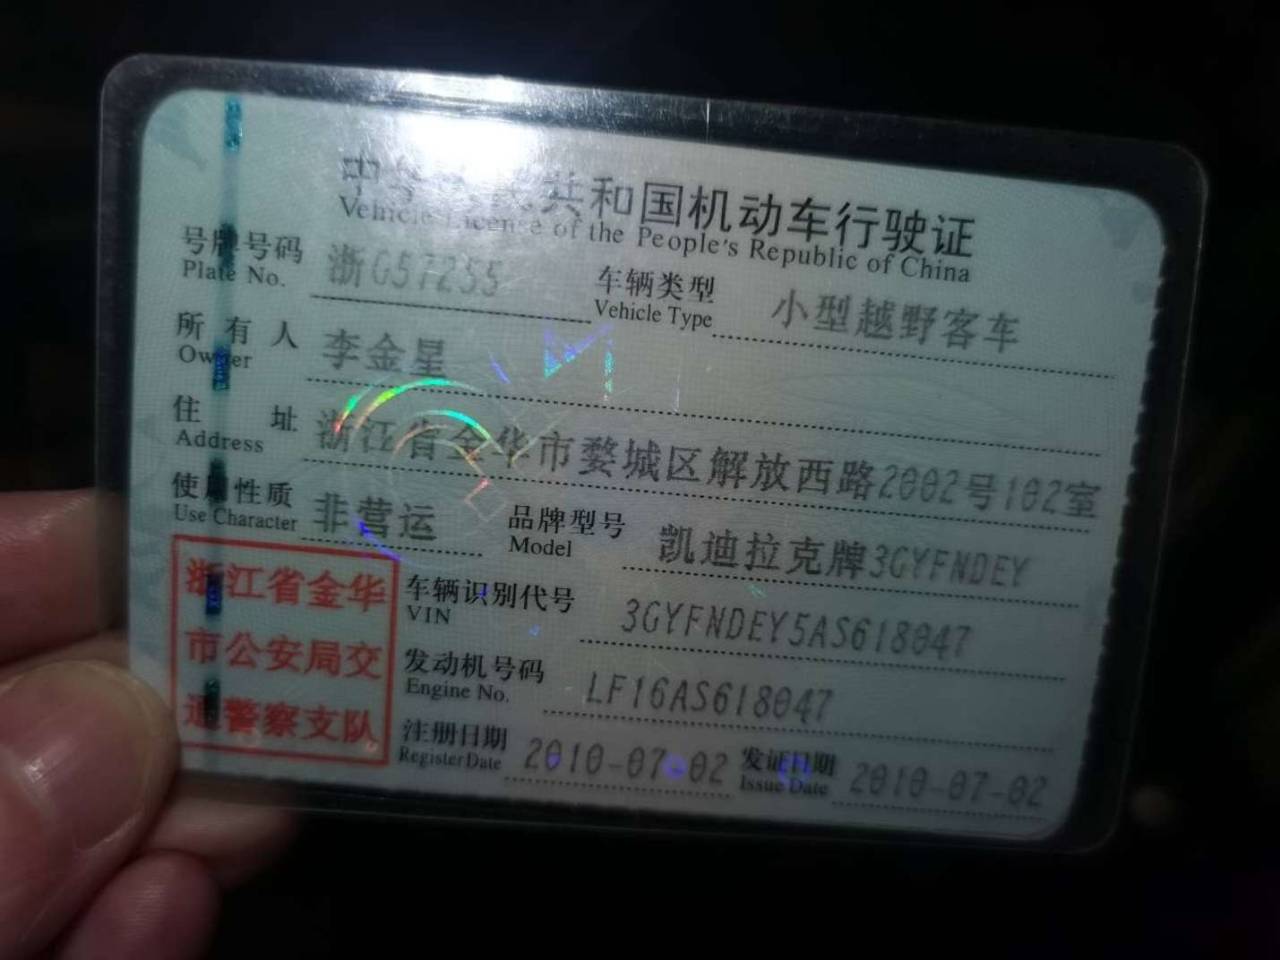 中华人民共和国机动车行驶证
Vehicle License of the People's Republic of China
号牌号码 浙G57255 车辆类型 小型越野客车
Plate No. Vehicle Type
所有人 李金星
Owner
住址 浙江省金华市婺城区解放西路2002号102室
Address
使用性质 非营运 品牌型号 凯迪拉克牌3GYFNDEY
Use Character Model
浙江省金华
市公安局交
通警察支队
车辆识别代号 3GYFNDEY5AS618047
VIN
发动机号码 LF16AS618047
Engine No.
注册日期 2010-07-02 发证日期 2010-07-02
Register Date Issue Date